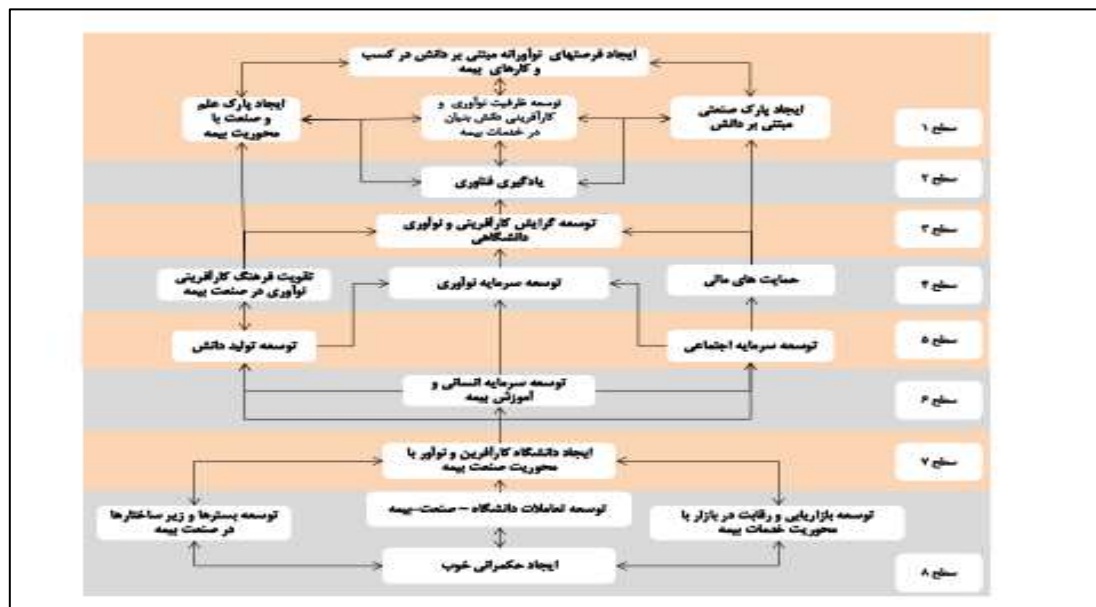 ایجاد فرصتهای نوآورانه مبتنی بر دانش در کسب
و کارهای بیمه
ایجاد پارک صنعتی
مبتنی بر دانش
توسعه ظرفیت نوآوری و
کارآفرینی دانش بنیان
در خدمات بیمه
ایجاد پارک علم
و صنعت با
محوریت بیمه
سطح ۱
یادگیری فناوری
سطح ۲
توسعه گرایش کارآفرینی و نوآوری
دانشگاهی
سطح ۳
حمایت های مالی
توسعه سرمایه نوآوری
تقویت فرهنگ کارآفرینی
نوآوری در صنعت بیمه
سطح ۴
توسعه سرمایه اجتماعی
توسعه تولید دانش
سطح ۵
توسعه سرمایه انسانی و
آموزش بیمه
سطح ۶
ایجاد دانشگاه کارآفرین و نوآور با
محوریت صنعت بیمه
سطح ۷
توسعه بازاریابی و رقابت در بازار با
محوریت خدمات بیمه
توسعه تعاملات دانشگاه – صنعت-بیمه
توسعه بسترها و زیر ساختارها
در صنعت بیمه
ایجاد حکمرانی خوب
سطح ۸